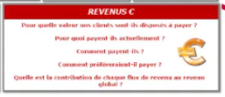 REVENUS C
Pour quelle valeur nos clients sont-ils disposés à payer ?
Pour quoi payent-ils actuellement ?
Comment payent-ils ?
Comment préféreraient-il payer ?
Quelle est la contribution de chaque flux de revenu au revenu
global ?